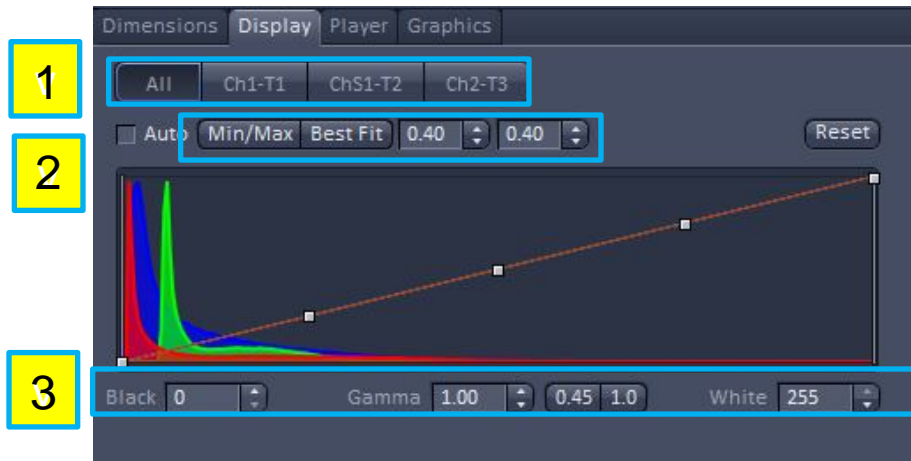 Dimensions Display Player Graphics
1
All Ch1-T1 ChS1-T2 Ch2-T3
Auto Min/Max Best Fit 0.40 0.40 Reset
2
3
Black 0 Gamma 1.00 0.45 1.0 White 255